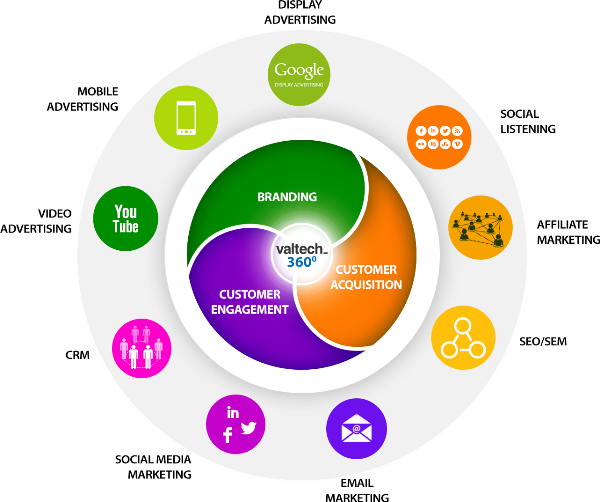 DISPLAY
ADVERTISING
Google
DISPLAY ADVERTISING
MOBILE
ADVERTISING
SOCIAL
LISTENING
VIDEO
ADVERTISING
You
Tube
BRANDING
AFFILIATE
MARKETING
valtech_
360⁰
CUSTOMER
ACQUISITION
CUSTOMER
ENGAGEMENT
CRM
SEO/SEM
in
f
@
SOCIAL MEDIA
MARKETING
EMAIL
MARKETING